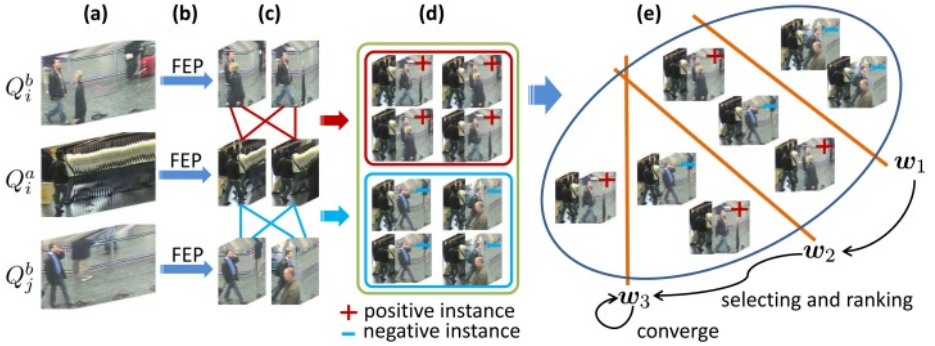 (a) (b) (c) (d) (e)
Q_i^b FEP
Q_i^a FEP
Q_j^b FEP
+ + + +
− − − −
+ positive instance
− negative instance
+ − − − + + + +
w_1
w_2
w_3
selecting and ranking
converge